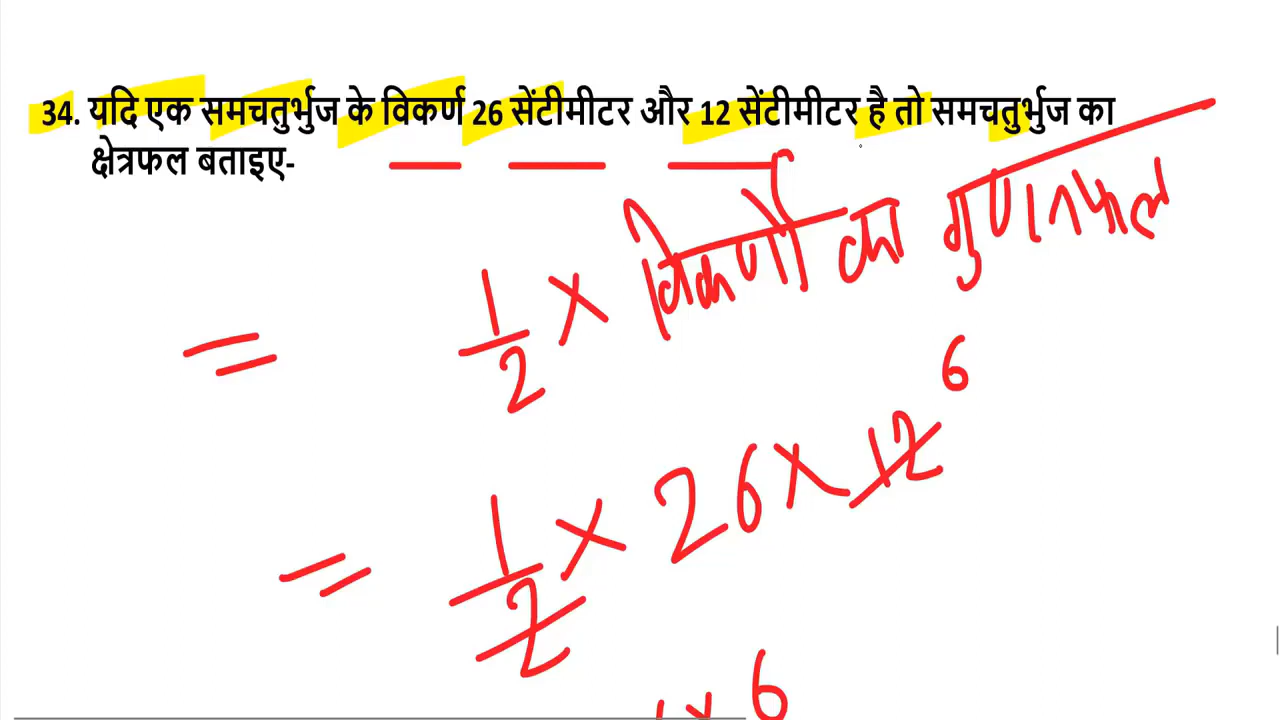 34. यदि एक समचतुर्भुज के विकर्ण 26 सेंटीमीटर और 12 सेंटीमीटर है तो समचतुर्भुज का
क्षेत्रफल बताइए-
= 1/2 × विकर्णो का गुणनफल
6
= 1/2 × 26 × 12
× 6